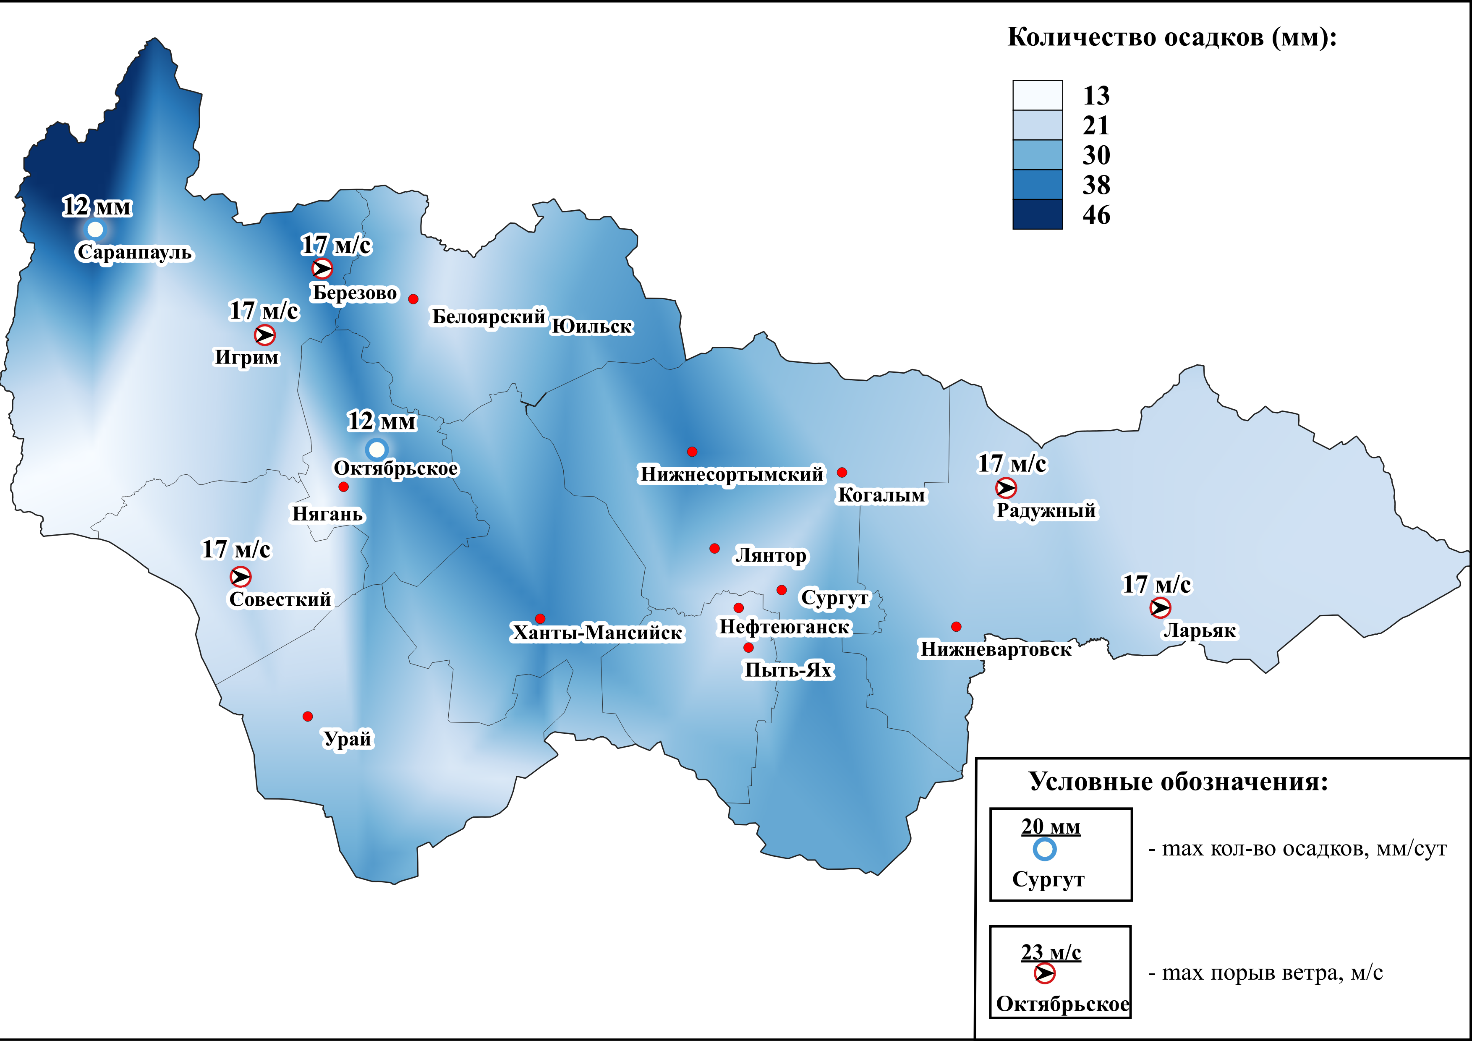 Количество осадков (мм):
13
21
30
38
46
12 мм
Саранпауль
17 м/с
Березово
17 м/с
Игрим
Белоярский
Юильск
12 мм
Октябрьское
Нягань
17 м/с
Совесткий
Нижнесортымский
Когалым
17 м/с
Радужный
Лянтор
Сургут
Нефтеюганск
Ханты-Мансийск
Пыть-Ях
17 м/с
Ларьяк
Нижневартовск
Урай
Условные обозначения:
20 мм
- max кол-во осадков, мм/сут
Сургут
23 м/с
- max порыв ветра, м/с
Октябрьское